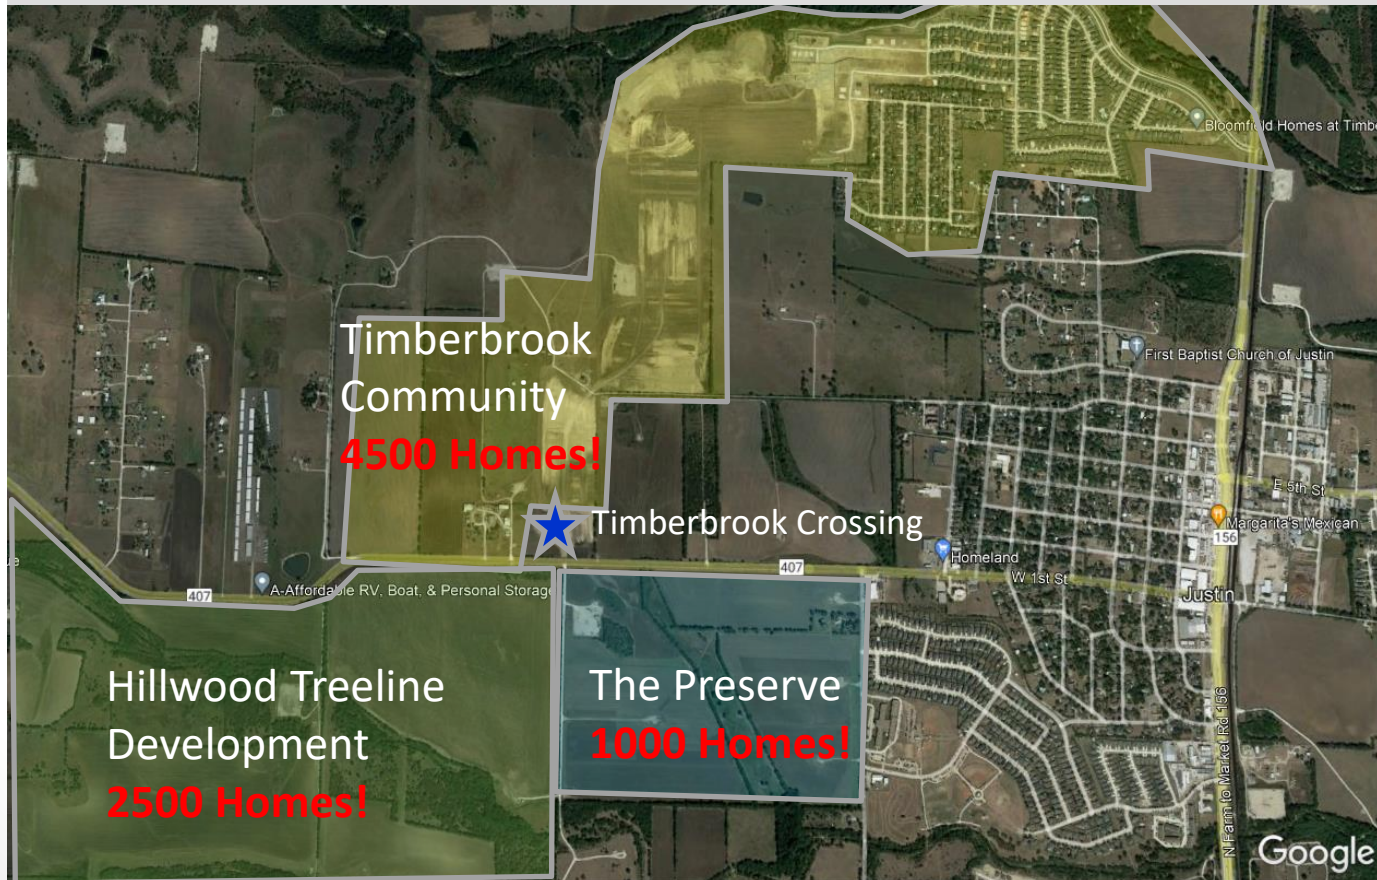 Bloomfield Homes at Timbe
Timberbrook
Community
4500 Homes!
First Baptist Church of Justin
E 5th St
Margarita's Mexican
156
Timberbrook Crossing
Homeland
407
W 1st St
Justin
407
A-Affordable RV, Boat, & Personal Storage
Hillwood Treeline
Development
2500 Homes!
The Preserve
1000 Homes!
N Farm to Market Rd 156
Google